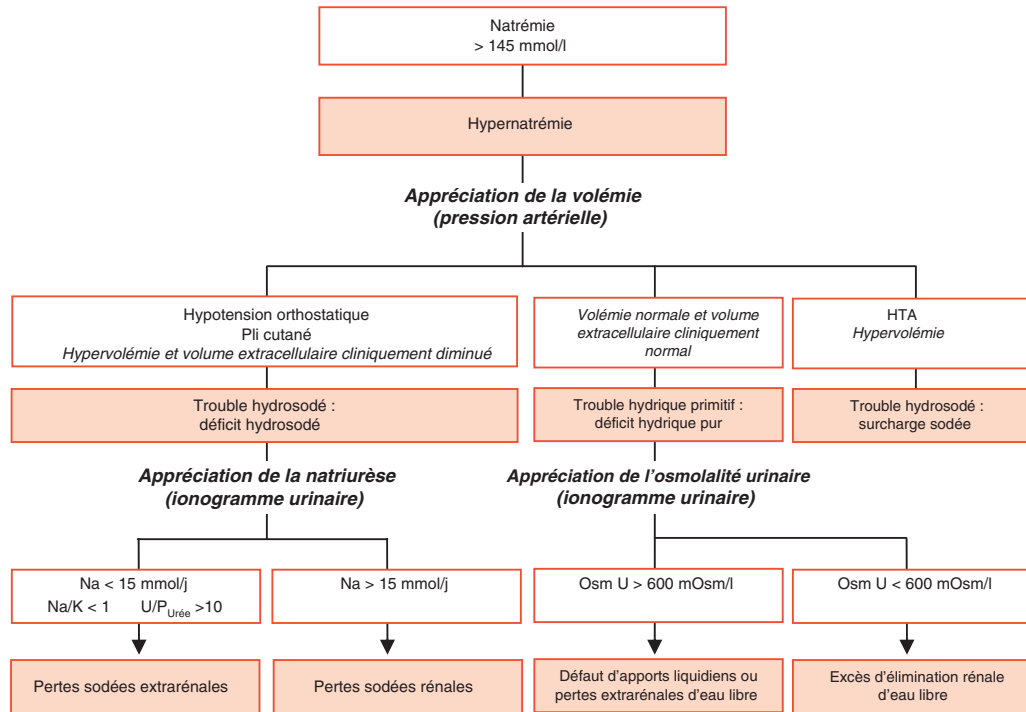 Natrémie
> 145 mmol/l
Hypernatrémie
Appréciation de la volémie
(pression artérielle)
Hypotension orthostatique
Pli cutané
Hypervolémie et volume extracellulaire cliniquement diminué
Volémie normale et volume
extracellulaire cliniquement
normal
HTA
Hypervolémie
Trouble hydrosodé :
déficit hydrosodé
Trouble hydrique primitif :
déficit hydrique pur
Trouble hydrosodé :
surcharge sodée
Appréciation de la natriurèse
(ionogramme urinaire)
Appréciation de l'osmolalité urinaire
(ionogramme urinaire)
Na < 15 mmol/j
Na/K < 1 U/P Urée >10
Na > 15 mmol/j
Osm U > 600 mOsm/l
Osm U < 600 mOsm/l
Pertes sodées extrarénales
Pertes sodées rénales
Défaut d'apports liquidiens ou
pertes extrarénales d'eau libre
Excès d'élimination rénale
d'eau libre